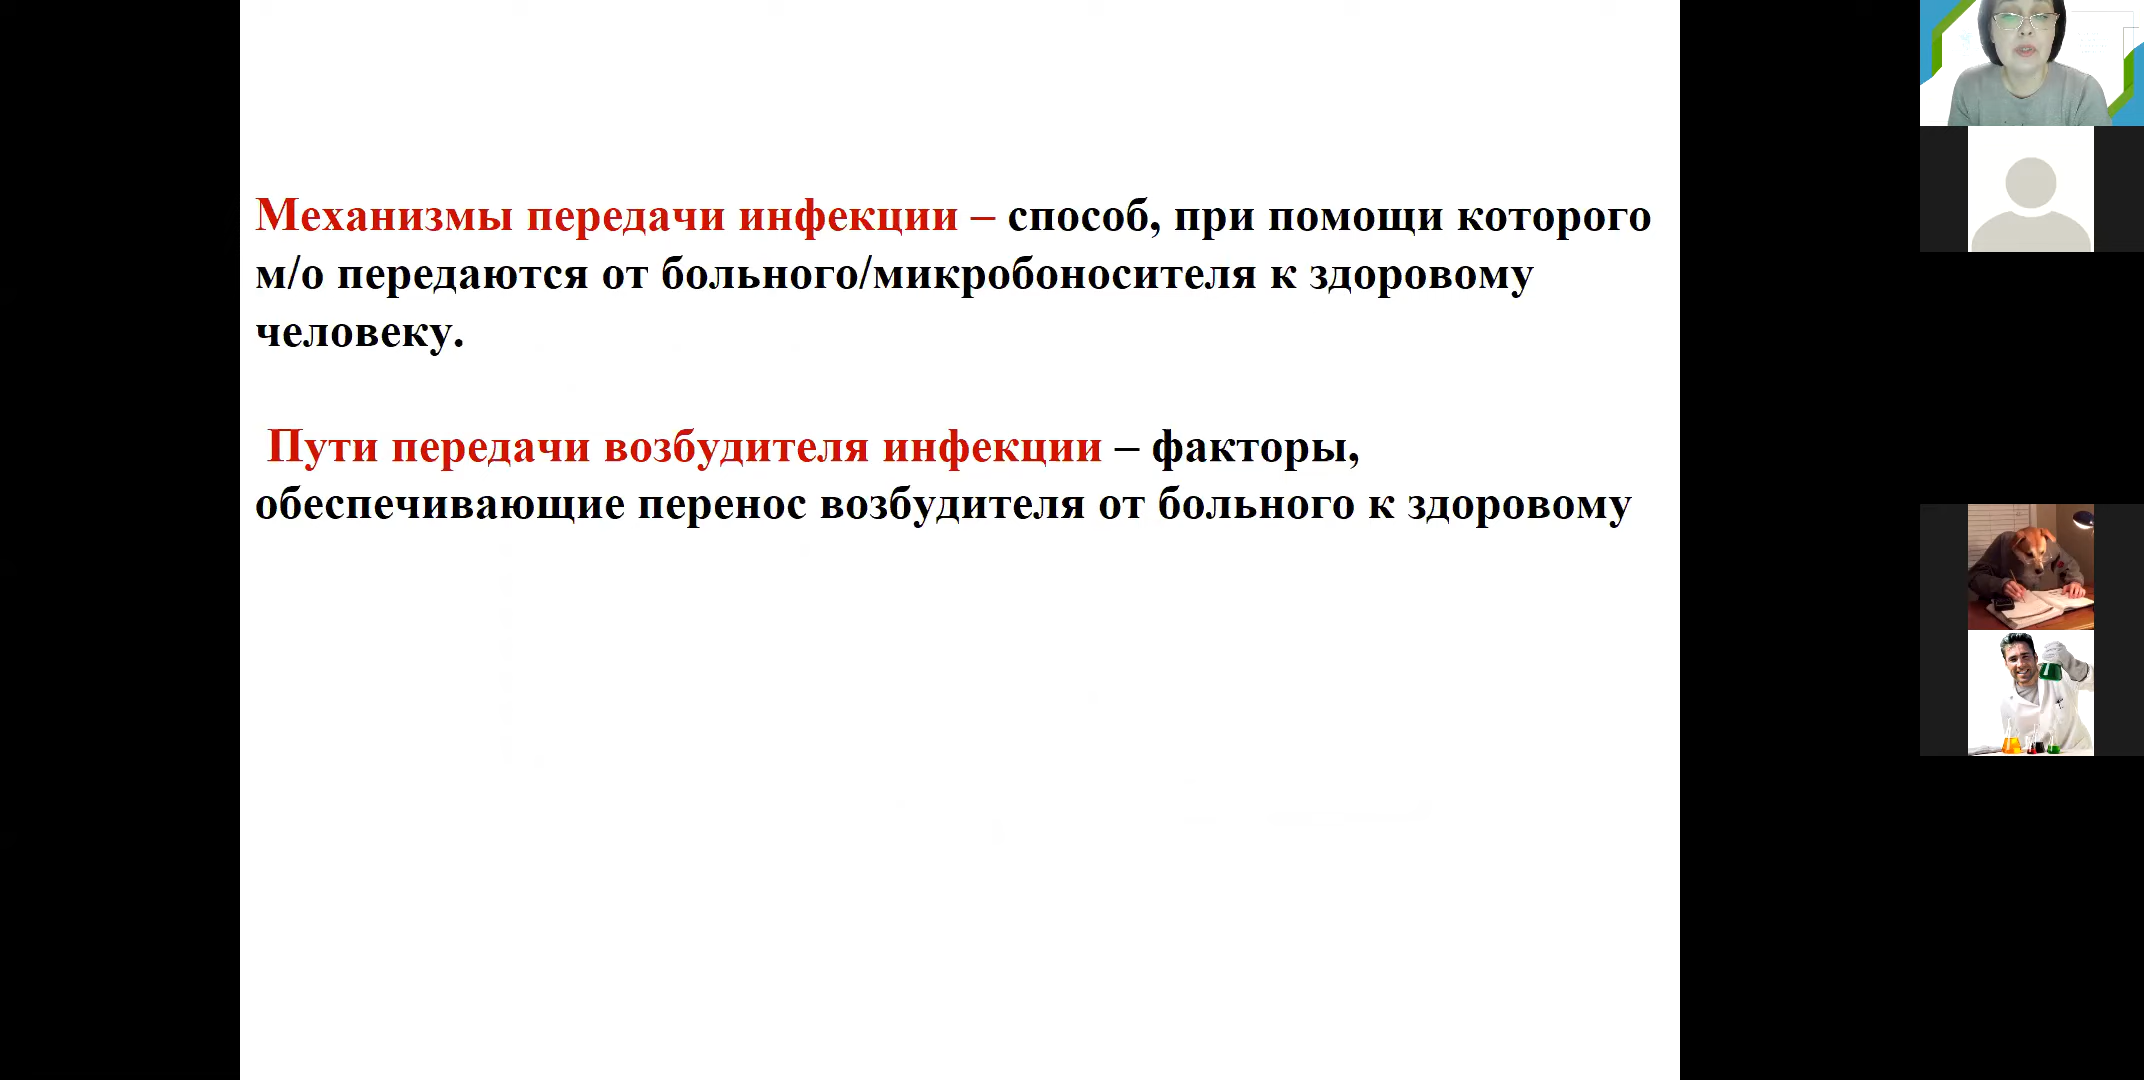 Механизмы передачи инфекции – способ, при помощи которого
м/о передаются от больного/микробоносителя к здоровому
человеку.
Пути передачи возбудителя инфекции – факторы,
обеспечивающие перенос возбудителя от больного к здоровому